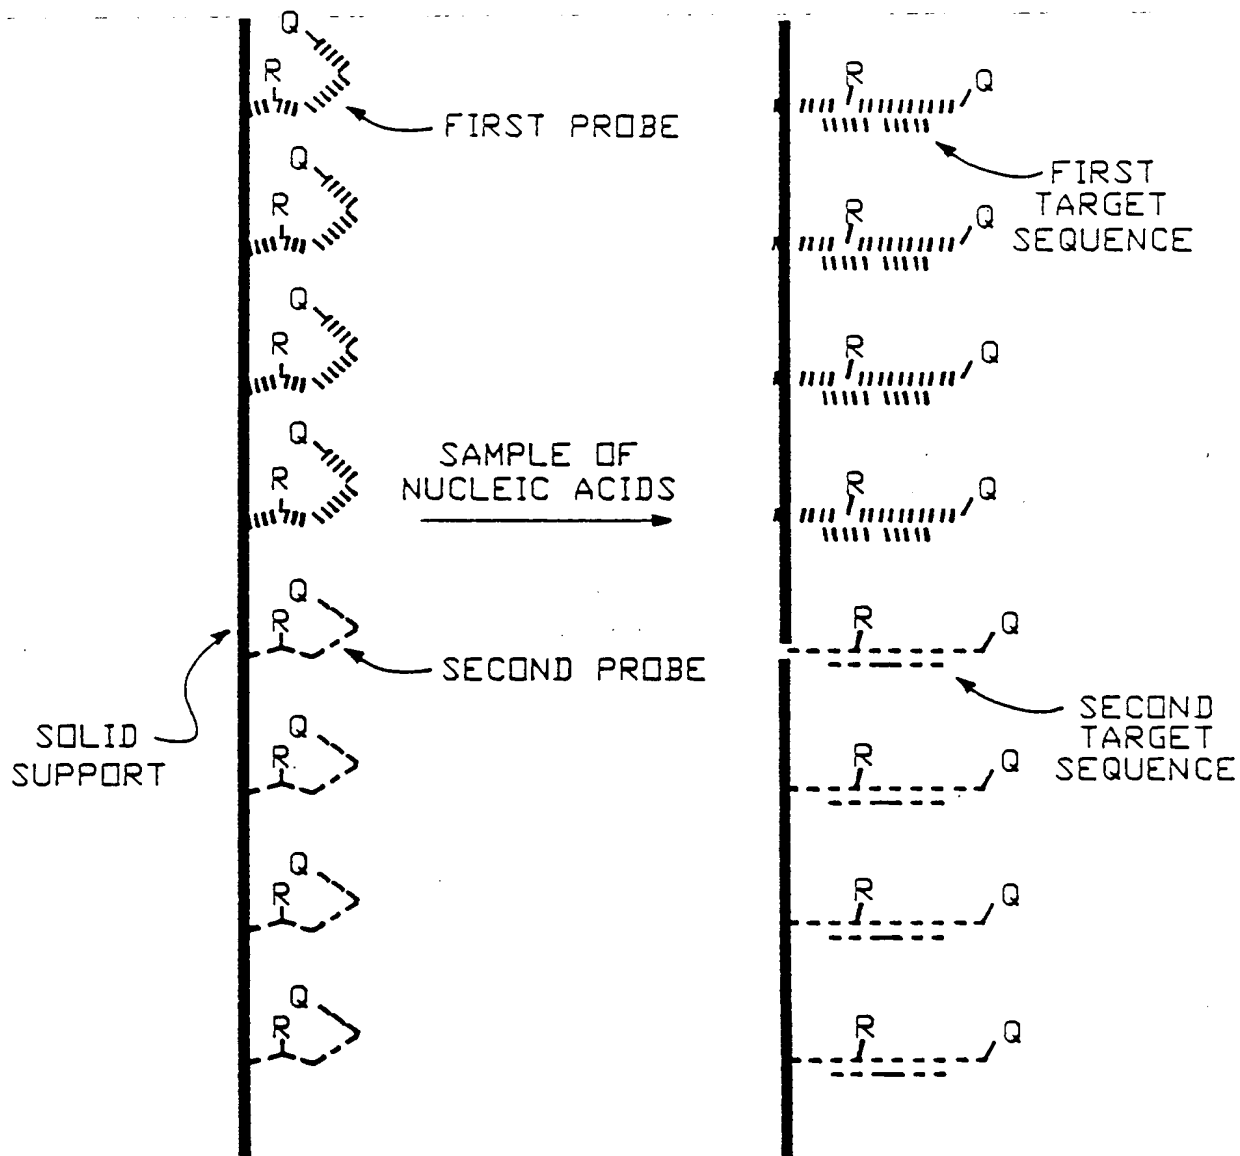 Q
R
FIRST PROBE
R
Q
FIRST
TARGET
SEQUENCE
Q
R
R
Q
Q
R
R
Q
Q
R
SAMPLE OF
NUCLEIC ACIDS
R
Q
Q
R
SECOND PROBE
R
Q
SECOND
TARGET
SEQUENCE
SOLID
SUPPORT
Q
R
R
Q
Q
R
R
Q
Q
R
R
Q